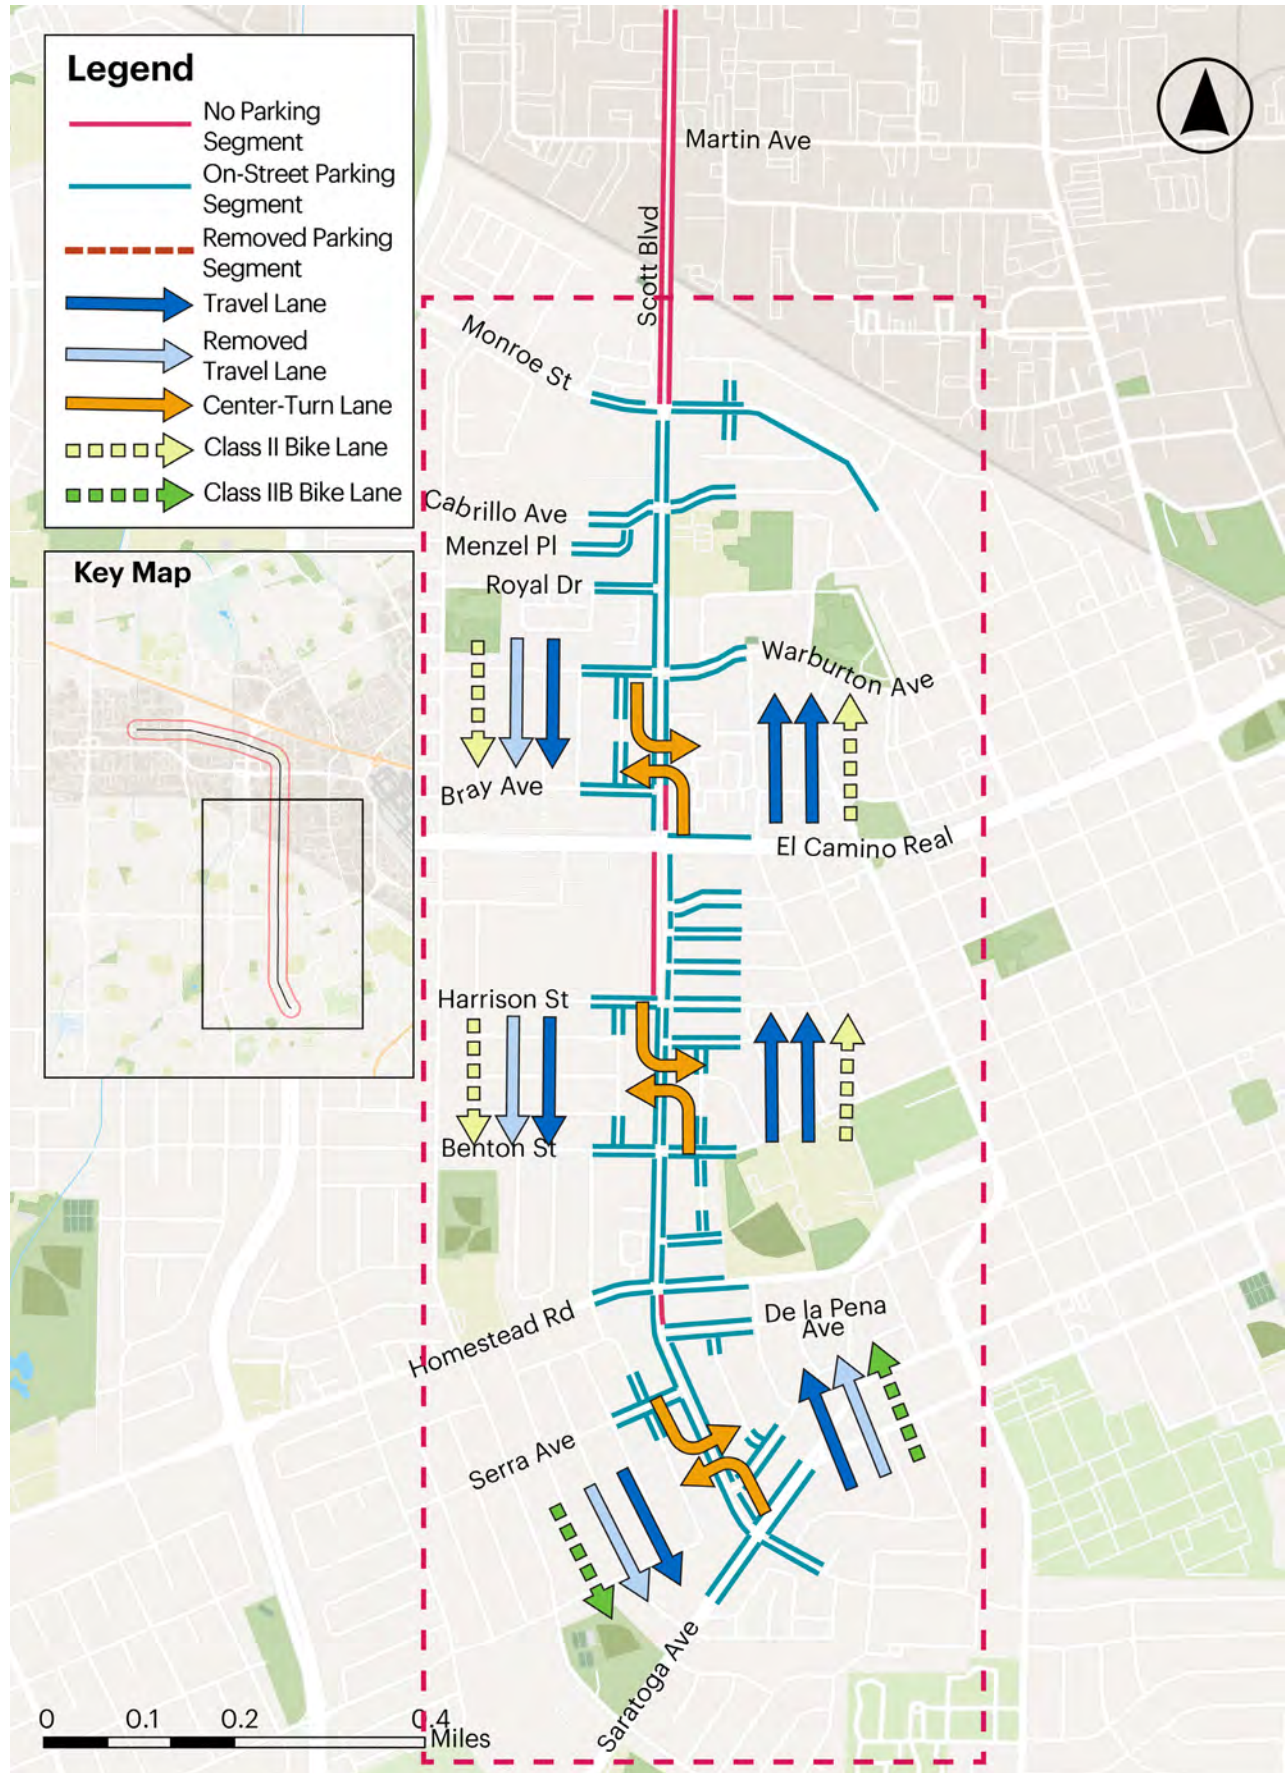 Legend
No Parking
Segment
On-Street Parking
Segment
Removed Parking
Segment
Travel Lane
Removed
Travel Lane
Center-Turn Lane
Class II Bike Lane
Class IIB Bike Lane
Key Map
Martin Ave
Scott Blvd
Monroe St
Cabrillo Ave
Menzel Pl
Royal Dr
Warburton Ave
Bray Ave
El Camino Real
Harrison St
Benton St
Homestead Rd
De la Pena
Ave
Serra Ave
Saratoga Ave
0 0.1 0.2 0.4
Miles